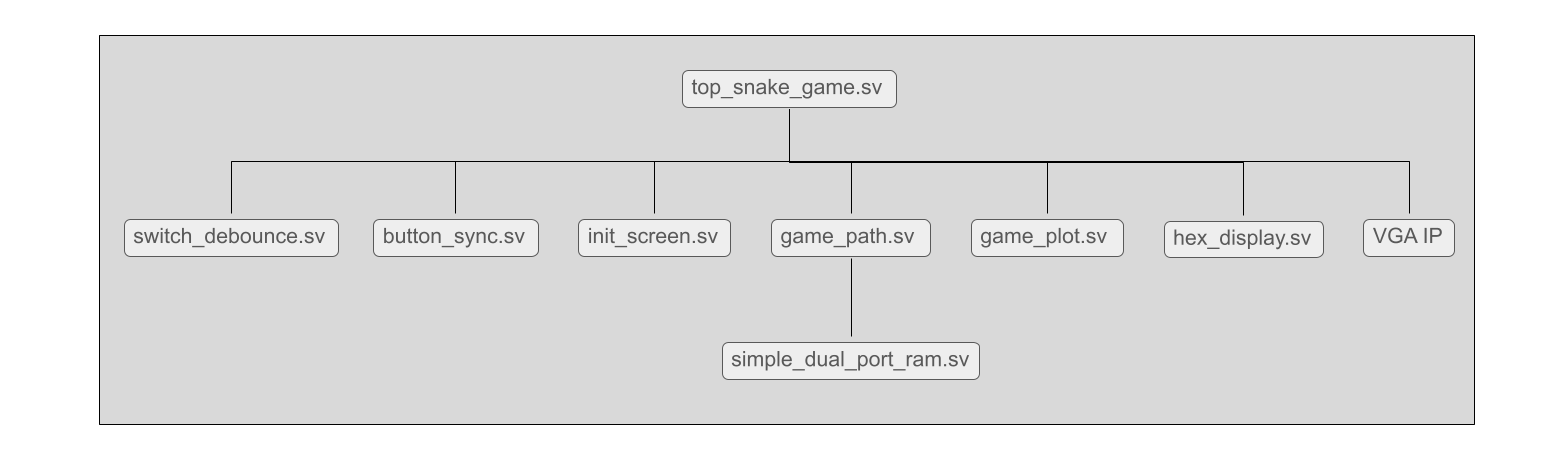 top_snake_game.sv
switch_debounce.sv
button_sync.sv
init_screen.sv
game_path.sv
game_plot.sv
hex_display.sv
VGA IP
simple_dual_port_ram.sv